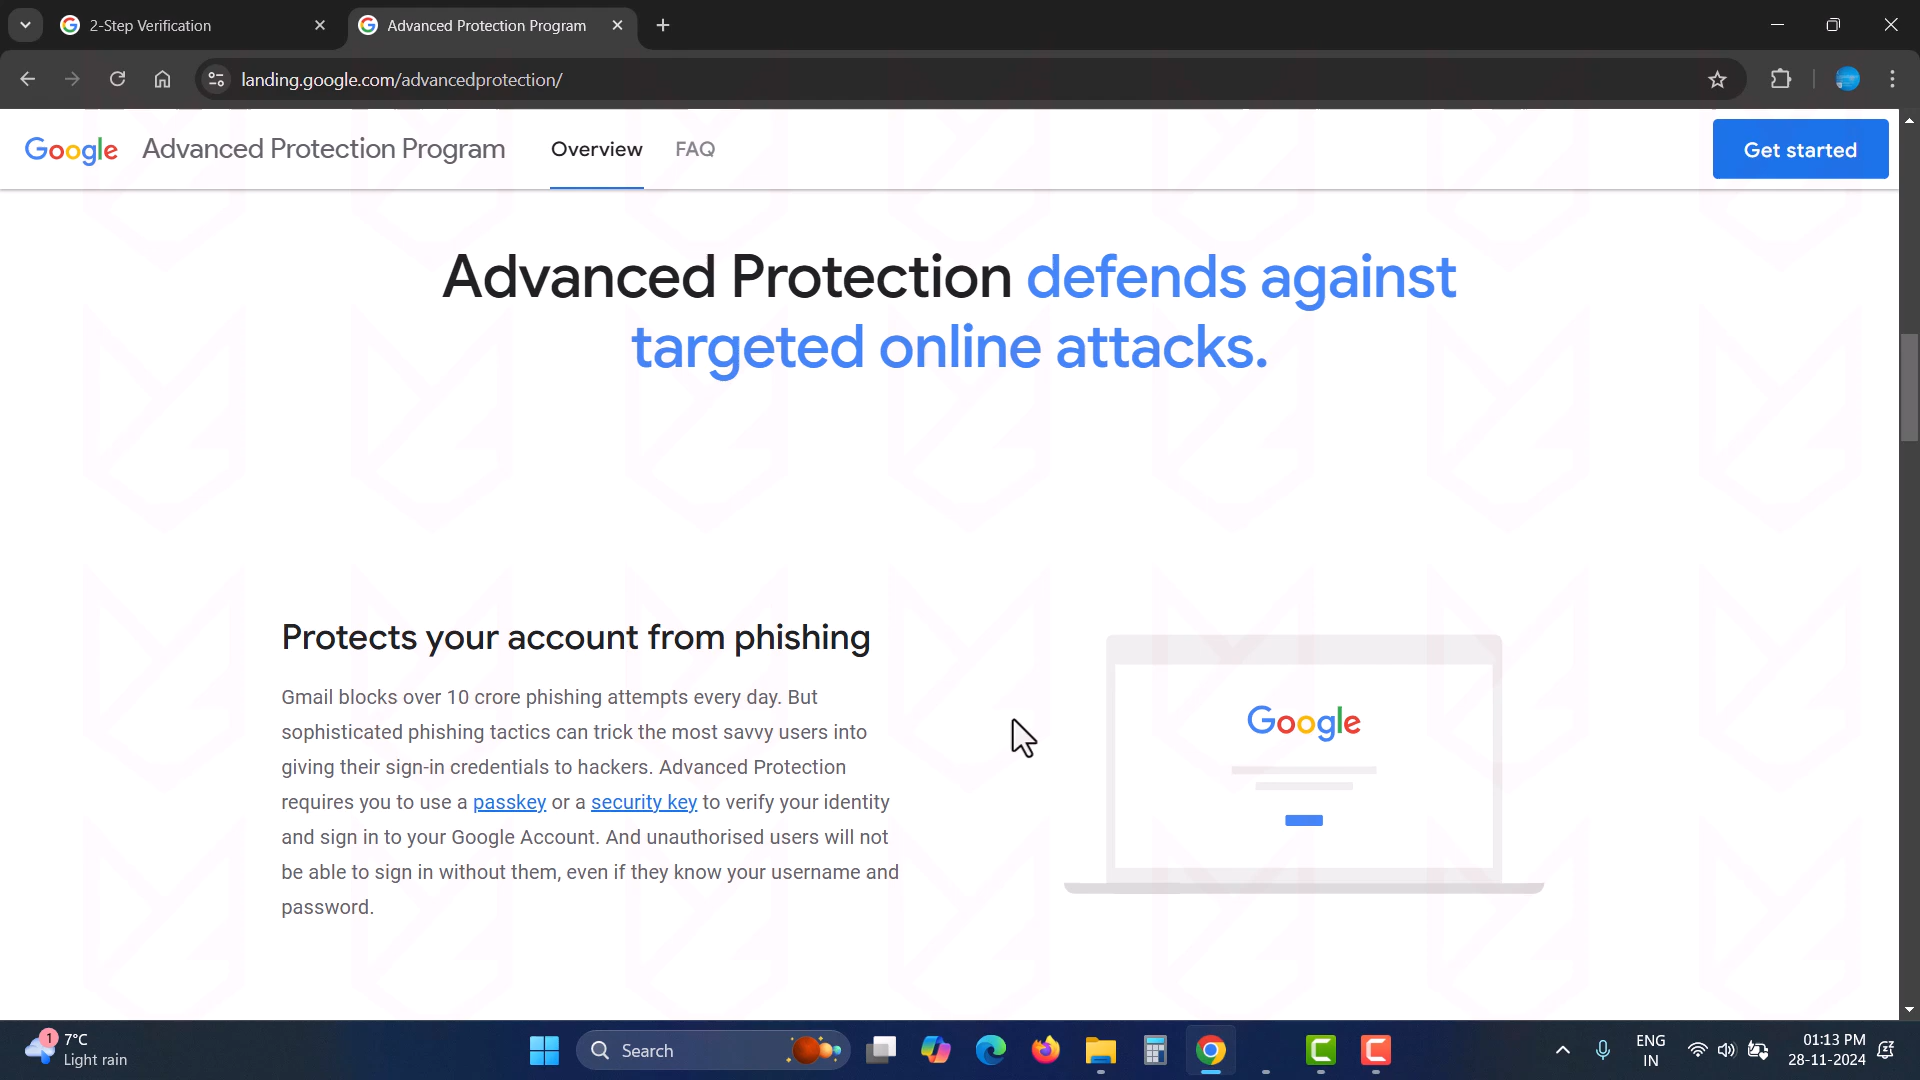 2-Step Verification
Advanced Protection Program
landing.google.com/advancedprotection/
Google Advanced Protection Program Overview FAQ Get started
Advanced Protection defends against
targeted online attacks.
Protects your account from phishing
Gmail blocks over 10 crore phishing attempts every day. But
sophisticated phishing tactics can trick the most savvy users into
giving their sign-in credentials to hackers. Advanced Protection
requires you to use a passkey or a security key to verify your identity
and sign in to your Google Account. And unauthorised users will not
be able to sign in without them, even if they know your username and
password.
Google
1
7°C
Light rain
Search
ENG
IN
01:13 PM
28-11-2024